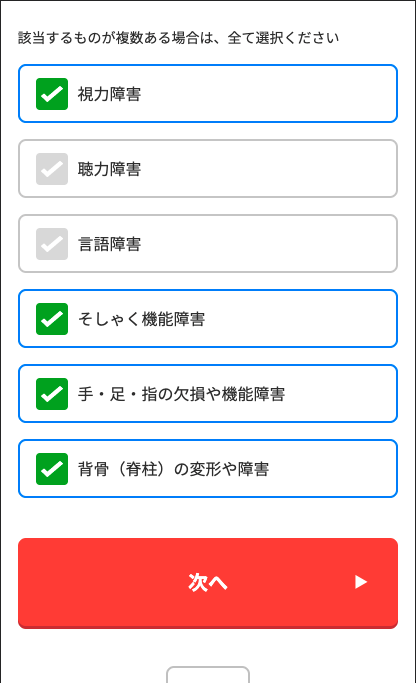 該当するものが複数ある場合は、全て選択ください
視力障害
聴力障害
言語障害
そしゃく機能障害
手・足・指の欠損や機能障害
背骨（脊柱）の変形や障害
次へ